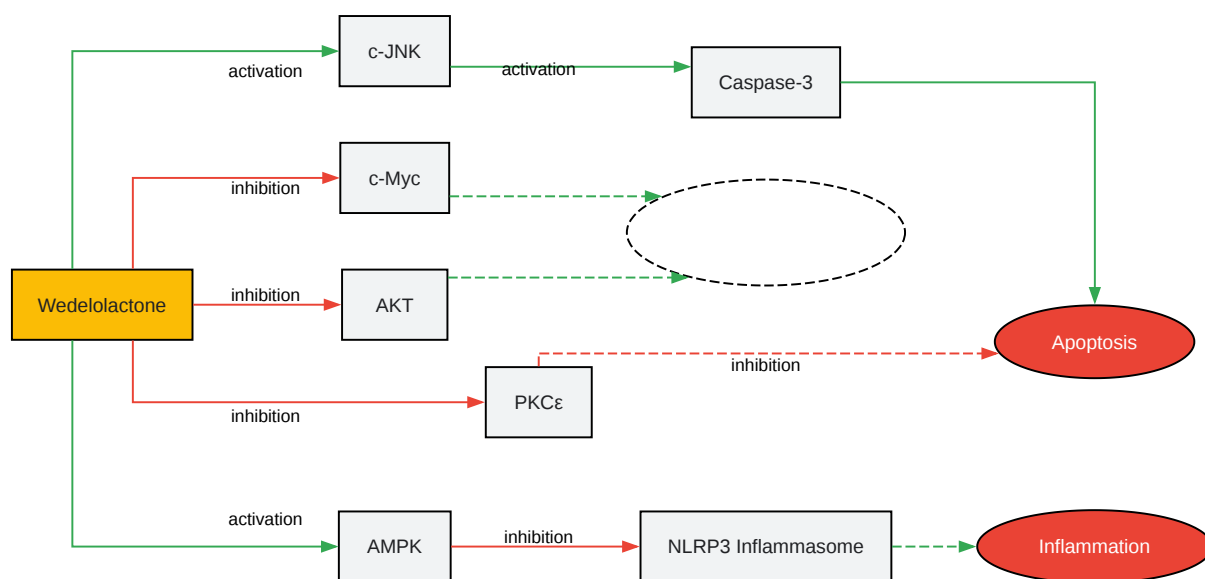 c-JNK
activation
activation
Caspase-3
c-Myc
inhibition
Wedelolactone
inhibition
AKT
Apoptosis
inhibition
PKCε
inhibition
activation
AMPK
inhibition
NLRP3 Inflammasome
Inflammation